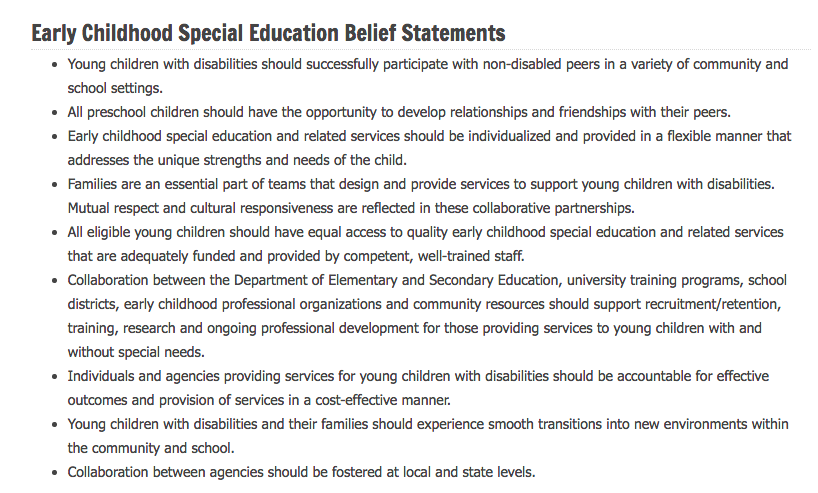 Early Childhood Special Education Belief Statements
• Young children with disabilities should successfully participate with non-disabled peers in a variety of community and
school settings.
• All preschool children should have the opportunity to develop relationships and friendships with their peers.
• Early childhood special education and related services should be individualized and provided in a flexible manner that
addresses the unique strengths and needs of the child.
• Families are an essential part of teams that design and provide services to support young children with disabilities.
Mutual respect and cultural responsiveness are reflected in these collaborative partnerships.
• All eligible young children should have equal access to quality early childhood special education and related services
that are adequately funded and provided by competent, well-trained staff.
• Collaboration between the Department of Elementary and Secondary Education, university training programs, school
districts, early childhood professional organizations and community resources should support recruitment/retention,
training, research and ongoing professional development for those providing services to young children with and
without special needs.
• Individuals and agencies providing services for young children with disabilities should be accountable for effective
outcomes and provision of services in a cost-effective manner.
• Young children with disabilities and their families should experience smooth transitions into new environments within
the community and school.
• Collaboration between agencies should be fostered at local and state levels.